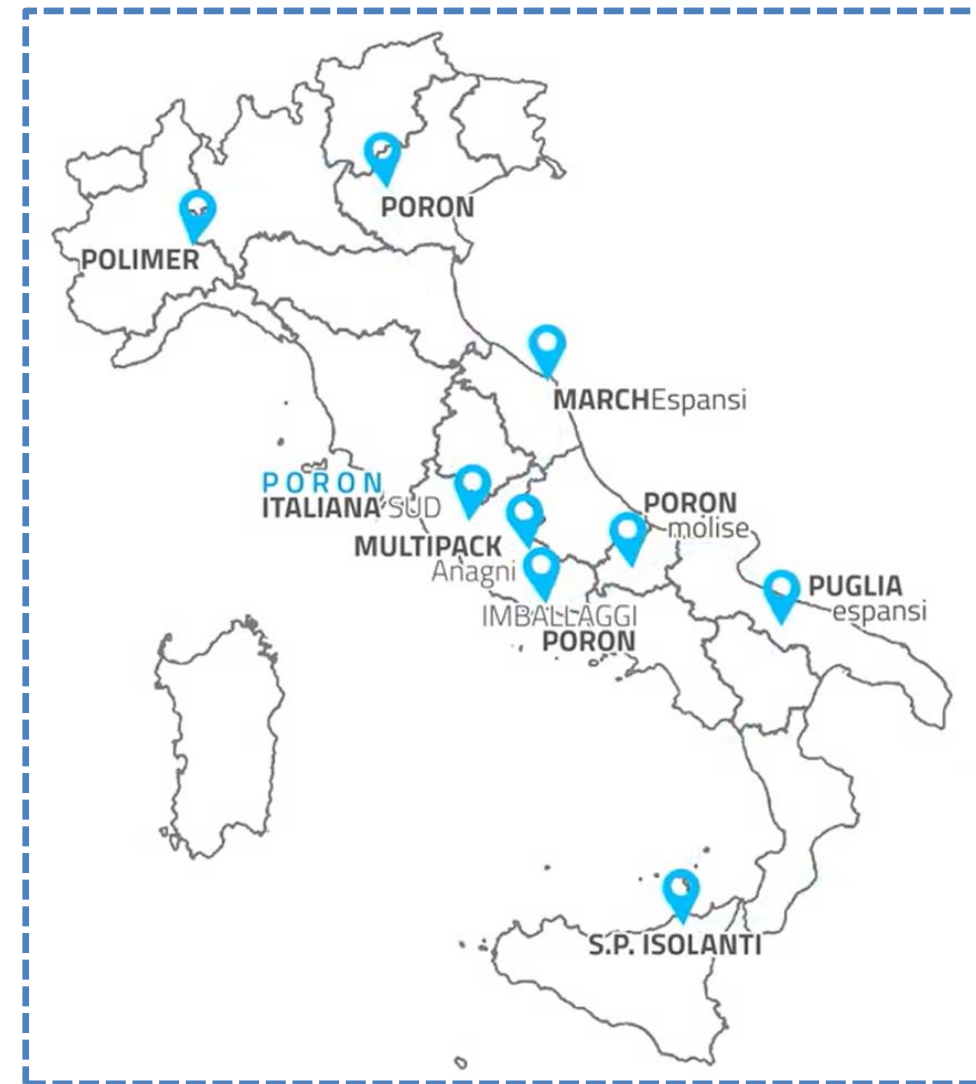 PORON
POLIMER
MARCHEspansi
PORON
ITALIANA SUD
PORON
molise
MULTIPACK
Anagni
PUGLIA
espansi
IMBALLAGGI
PORON
S.P. ISOLANTI